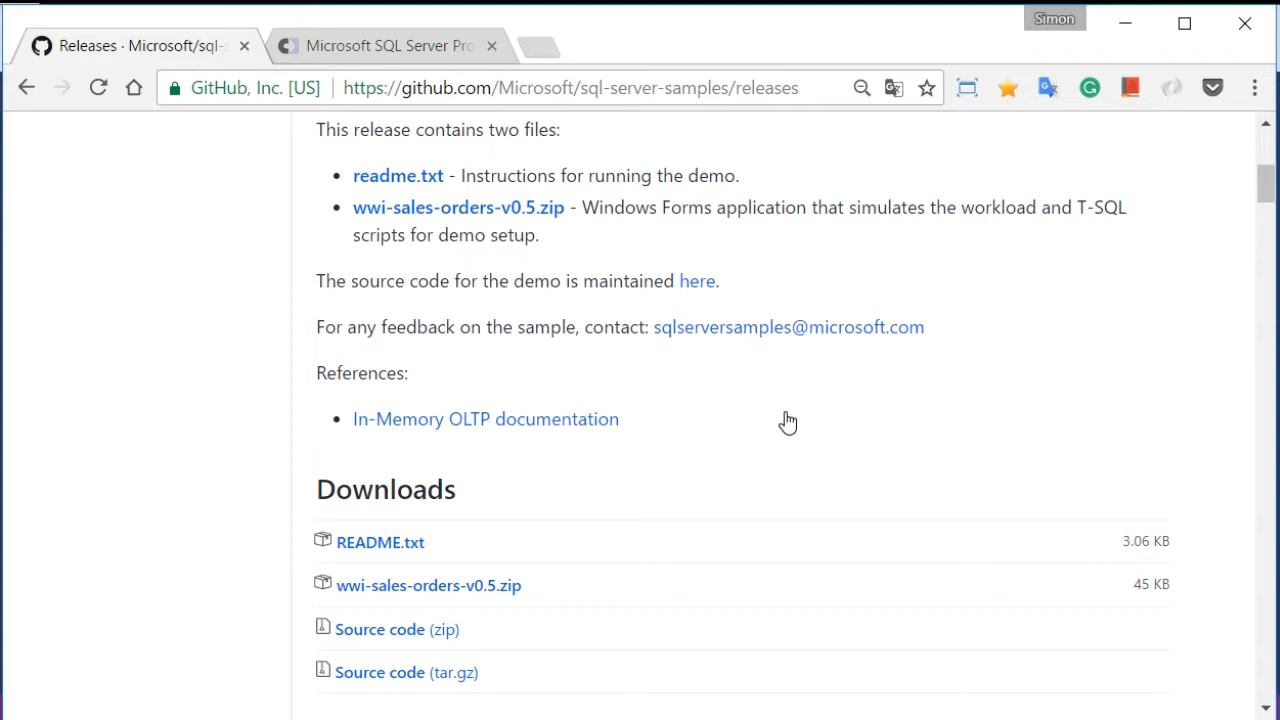 Simon
Releases · Microsoft/sql-
Microsoft SQL Server Pro
GitHub, Inc. [US] https://github.com/Microsoft/sql-server-samples/releases
This release contains two files:
• readme.txt - Instructions for running the demo.
• wwi-sales-orders-v0.5.zip - Windows Forms application that simulates the workload and T-SQL
scripts for demo setup.
The source code for the demo is maintained here.
For any feedback on the sample, contact: sqlserversamples@microsoft.com
References:
• In-Memory OLTP documentation
Downloads
README.txt 3.06 KB
wwi-sales-orders-v0.5.zip 45 KB
Source code (zip)
Source code (tar.gz)